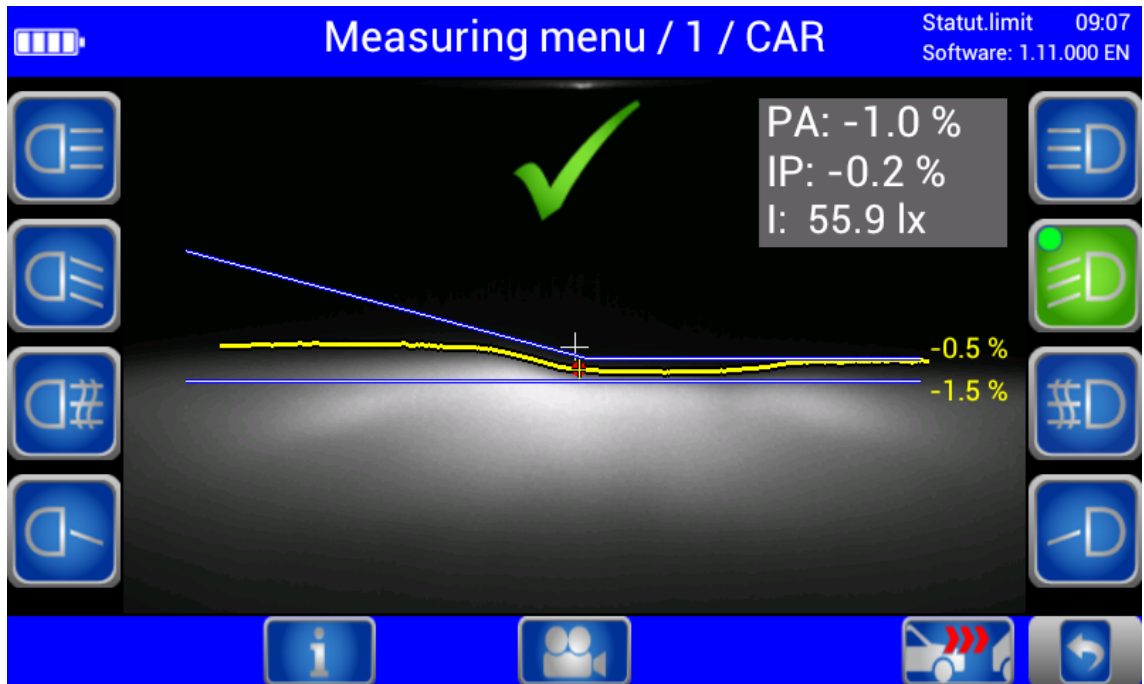 Measuring menu / 1 / CAR
Statut.limit 09:07
Software: 1.11.000 EN
PA: -1.0 %
IP: -0.2 %
I: 55.9 lx
-0.5 %
-1.5 %
i